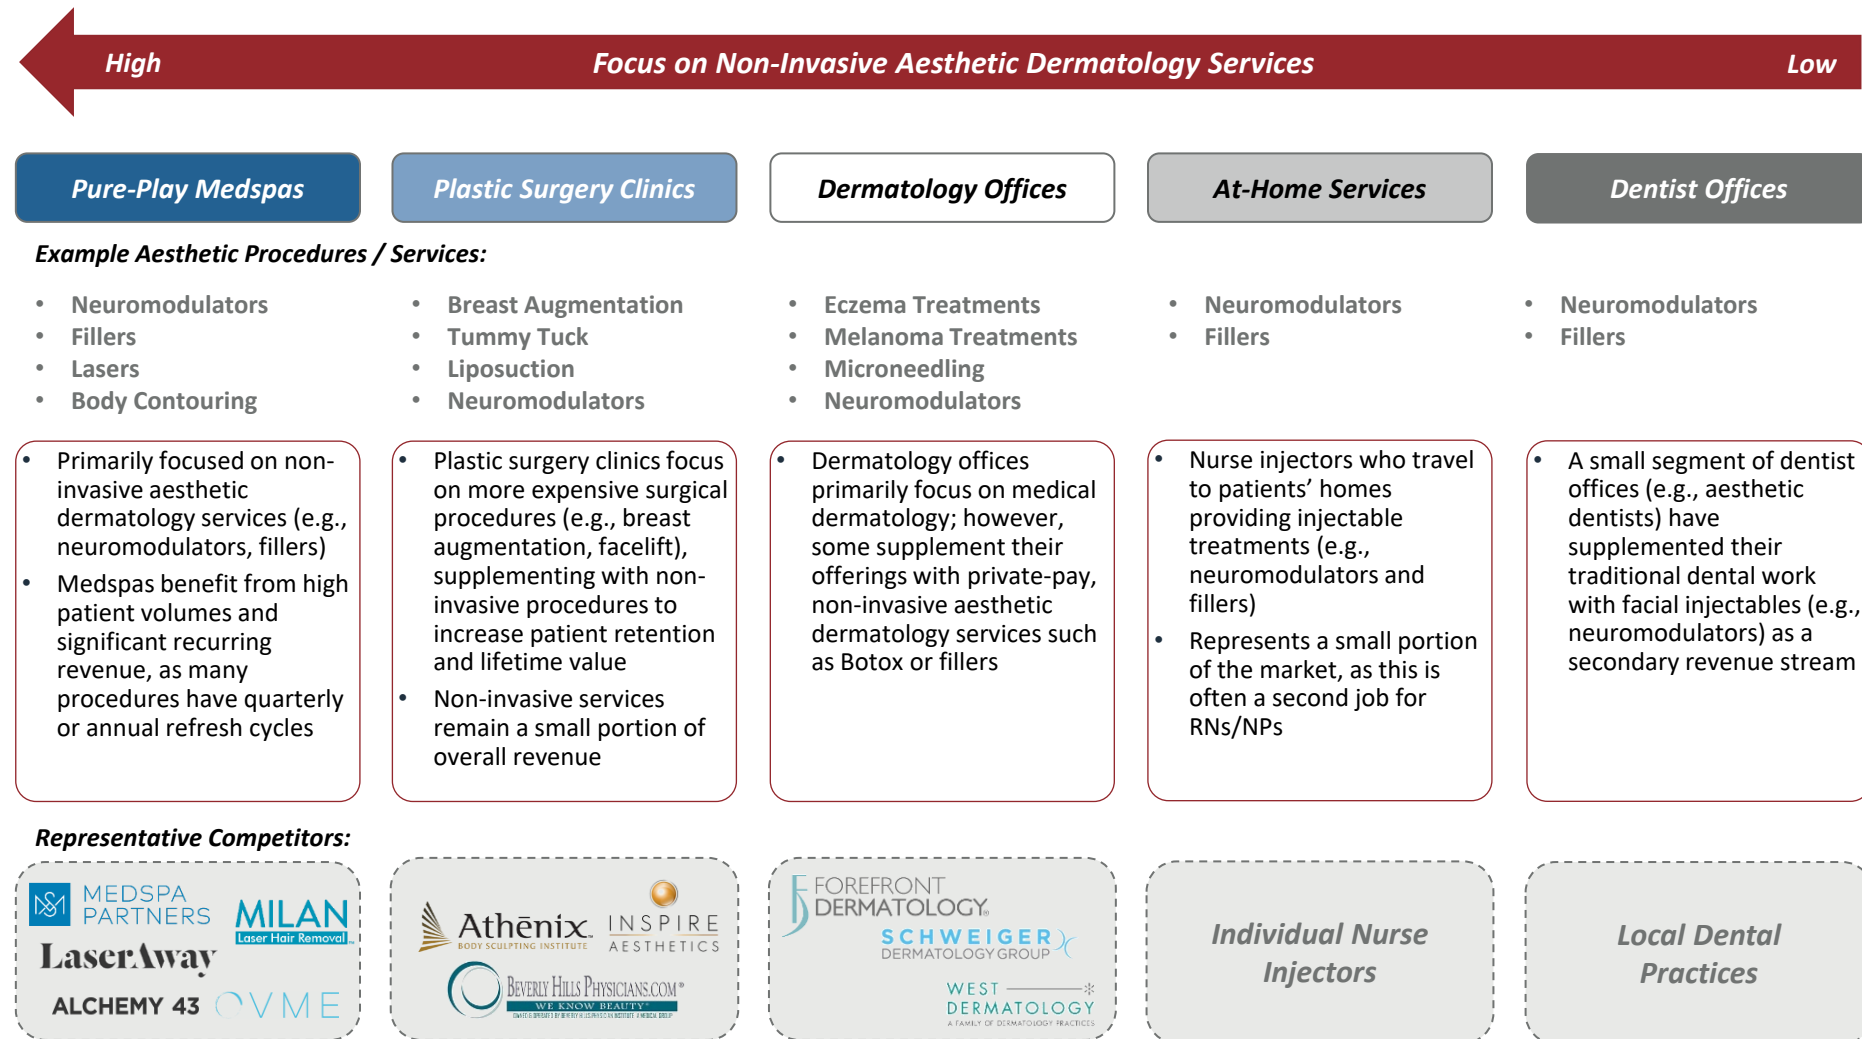 High Focus on Non-Invasive Aesthetic Dermatology Services Low
Pure-Play Medspas
Plastic Surgery Clinics
Dermatology Offices
At-Home Services
Dentist Offices
Example Aesthetic Procedures / Services:
• Neuromodulators
• Fillers
• Lasers
• Body Contouring
• Breast Augmentation
• Tummy Tuck
• Liposuction
• Neuromodulators
• Eczema Treatments
• Melanoma Treatments
• Microneedling
• Neuromodulators
• Neuromodulators
• Fillers
• Neuromodulators
• Fillers
• Primarily focused on non-
invasive aesthetic
dermatology services (e.g.,
neuromodulators, fillers)
• Medspas benefit from high
patient volumes and
significant recurring
revenue, as many
procedures have quarterly
or annual refresh cycles
• Plastic surgery clinics focus
on more expensive surgical
procedures (e.g., breast
augmentation, facelift),
supplementing with non-
invasive procedures to
increase patient retention
and lifetime value
• Non-invasive services
remain a small portion of
overall revenue
• Dermatology offices
primarily focus on medical
dermatology; however,
some supplement their
offerings with private-pay,
non-invasive aesthetic
dermatology services such
as Botox or fillers
• Nurse injectors who travel
to patients’ homes
providing injectable
treatments (e.g.,
neuromodulators and
fillers)
• Represents a small portion
of the market, as this is
often a second job for
RNs/NPs
• A small segment of dentist
offices (e.g., aesthetic
dentists) have
supplemented their
traditional dental work
with facial injectables (e.g.,
neuromodulators) as a
secondary revenue stream
Representative Competitors:
MEDSPA
PARTNERS
MILAN
Laser Hair Removal
LaserAway
ALCHEMY 43
OVME
Athēnix
BODY SCULPTING INSTITUTE
INSPIRE
AESTHETICS
BEVERLY HILLS PHYSICIANS.COM®
WE KNOW BEAUTY®
FOREFRONT
DERMATOLOGY®
SCHWEIGER
DERMATOLOGY GROUP
WEST
DERMATOLOGY
A FAMILY OF DERMATOLOGY PRACTICES
Individual Nurse
Injectors
Local Dental
Practices